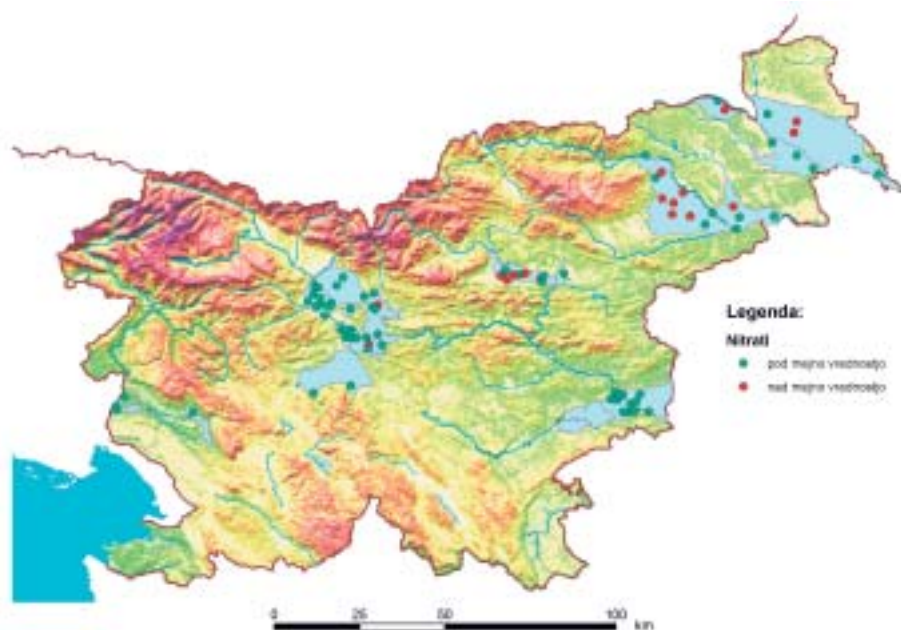 Legenda:
Nitrati
pod mejno vrednostjo
nad mejno vrednostjo
0 25 50 100
km